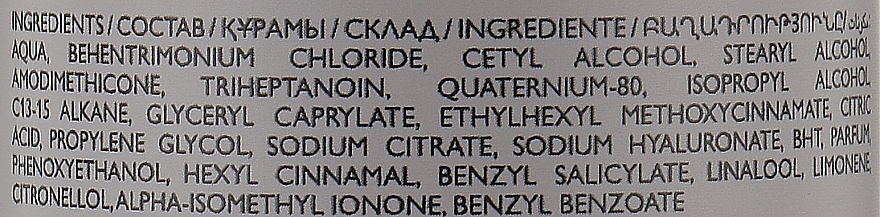 INGREDIENTS / СОСТАВ / ҚҰРАМЫ / СКЛАД / INGREDIENTE / ԲԱՂԱԴՐՈՒԹՅՈՒՆԸ/
AQUA, BEHENTRIMONIUM CHLORIDE, CETYL ALCOHOL, STEARYL ALCOHOL,
AMODIMETHICONE, TRIHEPTANOIN, QUATERNIUM-80, ISOPROPYL ALCOHOL,
C13-15 ALKANE, GLYCERYL CAPRYLATE, ETHYLHEXYL METHOXYCINNAMATE, CITRIC
ACID, PROPYLENE GLYCOL, SODIUM CITRATE, SODIUM HYALURONATE, BHT, PARFUM,
PHENOXYETHANOL, HEXYL CINNAMAL, BENZYL SALICYLATE, LINALOOL, LIMONENE,
CITRONELLOL, ALPHA-ISOMETHYL IONONE, BENZYL BENZOATE